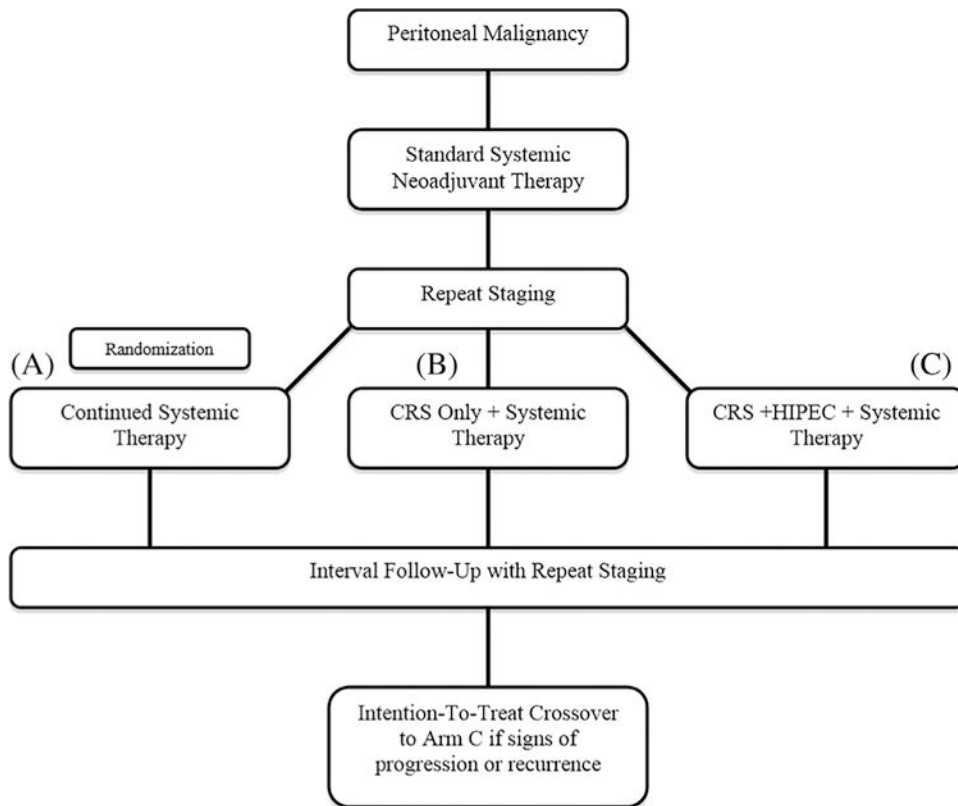 Peritoneal Malignancy
Standard Systemic
Neoadjuvant Therapy
Repeat Staging
Randomization
(A)
(B)
(C)
Continued Systemic
Therapy
CRS Only + Systemic
Therapy
CRS +HIPEC + Systemic
Therapy
Interval Follow-Up with Repeat Staging
Intention-To-Treat Crossover
to Arm C if signs of
progression or recurrence